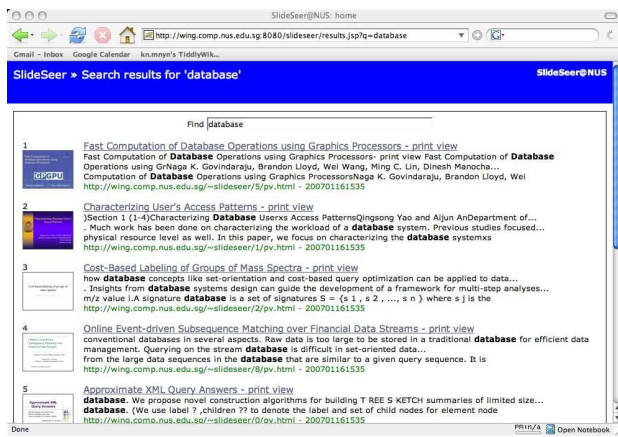 SlideSeer@NUS: home
http://wing.comp.nus.edu.sg:8080/slideseer/results.jsp?q=database
Gmail - Inbox Google Calendar kn.mnyn's TiddlyWik...
SlideSeer » Search results for 'database' SlideSeer@NUS
Find database
1 Fast Computation of Database Operations using Graphics Processors - print view
Fast Computation of Database Operations using Graphics Processors- print view Fast Computation of Database
Operations using GrNaga K. Govindaraju, Brandon Lloyd, Wei Wang, Ming C. Lin, Dinesh Manocha...
Computation of Database Operations using Graphics ProcessorsNaga K. Govindaraju, Brandon Lloyd, Wei
http://wing.comp.nus.edu.sg/~slideseer/5/pv.html - 200701161535
GPGPU
2 Characterizing User's Access Patterns - print view
)Section 1 (1-4)Characterizing Database Userxs Access PatternsQingsong Yao and Aijun AnDepartment of...
. Much work has been done on characterizing the workload of a database system. Previous studies focused...
physical resource level as well. In this paper, we focus on characterizing the database systemxs
http://wing.comp.nus.edu.sg/~slideseer/1/pv.html - 200701161535
3 Cost-Based Labeling of Groups of Mass Spectra - print view
how database concepts like set-orientation and cost-based query optimization can be applied to data...
. Insights from database systems design can guide the development of a framework for multi-step analyses...
m/z value i.A signature database is a set of signatures S = {s 1 , s 2 , ..., s n } where s j is the
http://wing.comp.nus.edu.sg/~slideseer/2/pv.html - 200701161535
4 Online Event-driven Subsequence Matching over Financial Data Streams - print view
conventional databases in several aspects. Raw data is too large to be stored in a traditional database for efficient data
management. Querying on the stream database is difficult in set-oriented data...
from the large data sequences in the database that are similar to a given query sequence. It is
http://wing.comp.nus.edu.sg/~slideseer/8/pv.html - 200701161535
5 Approximate XML Query Answers - print view
database. We propose novel construction algorithms for building T REE S KETCH summaries of limited size...
database. (We use label ? ,children ?? to denote the label and set of child nodes for element node
http://wing.comp.nus.edu.sg/~slideseer/0/pv.html - 200701161535
Approximate XML
Query Answers
Done Open Notebook